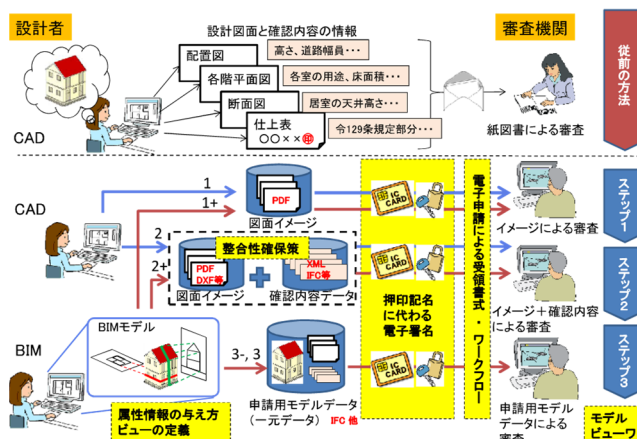 設計者
設計図面と確認内容の情報
審査機関
従前の方法
配置図
高さ、道路幅員・・・
各階平面図
各室の用途、床面積・・・
断面図
居室の天井高さ・・・
仕上表
〇〇××㊞
令129条規定部分・・・
CAD
紙図書による審査
CAD
1
1+
PDF
図面イメージ
IC
CARD
イメージによる審査
ステップ1
2
2+
整合性確保策
PDF
DXF等
図面イメージ
XML
IFC等
確認内容データ
IC
CARD
押印記名
に代わる
電子署名
電子申請による受領書式・ワークフロー
イメージ＋確認内容
による審査
ステップ2
BIM
BIMモデル
3-, 3
申請用モデルデータ
（一元データ）
IFC 他
IC
CARD
申請用モデル
データによる
審査
ステップ3
属性情報の与え方
ビューの定義
モデル
ビューワ